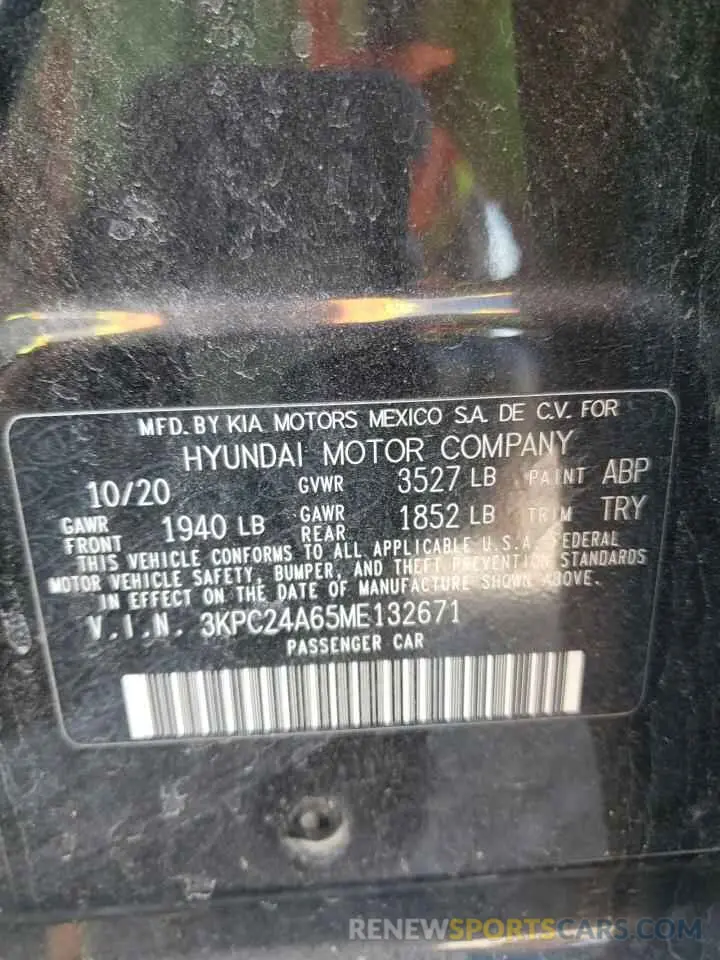 MFD. BY KIA MOTORS MEXICO S.A. DE C.V. FOR
HYUNDAI MOTOR COMPANY
10/20 GVWR 3527 LB PAINT ABP
GAWR FRONT 1940 LB GAWR REAR 1852 LB TRIM TRY
THIS VEHICLE CONFORMS TO ALL APPLICABLE U.S.A. FEDERAL
MOTOR VEHICLE SAFETY, BUMPER, AND THEFT PREVENTION STANDARDS
IN EFFECT ON THE DATE OF MANUFACTURE SHOWN ABOVE.
V.I.N. 3KPC24A65ME132671
PASSENGER CAR
RENEWSPORTSCARS.COM